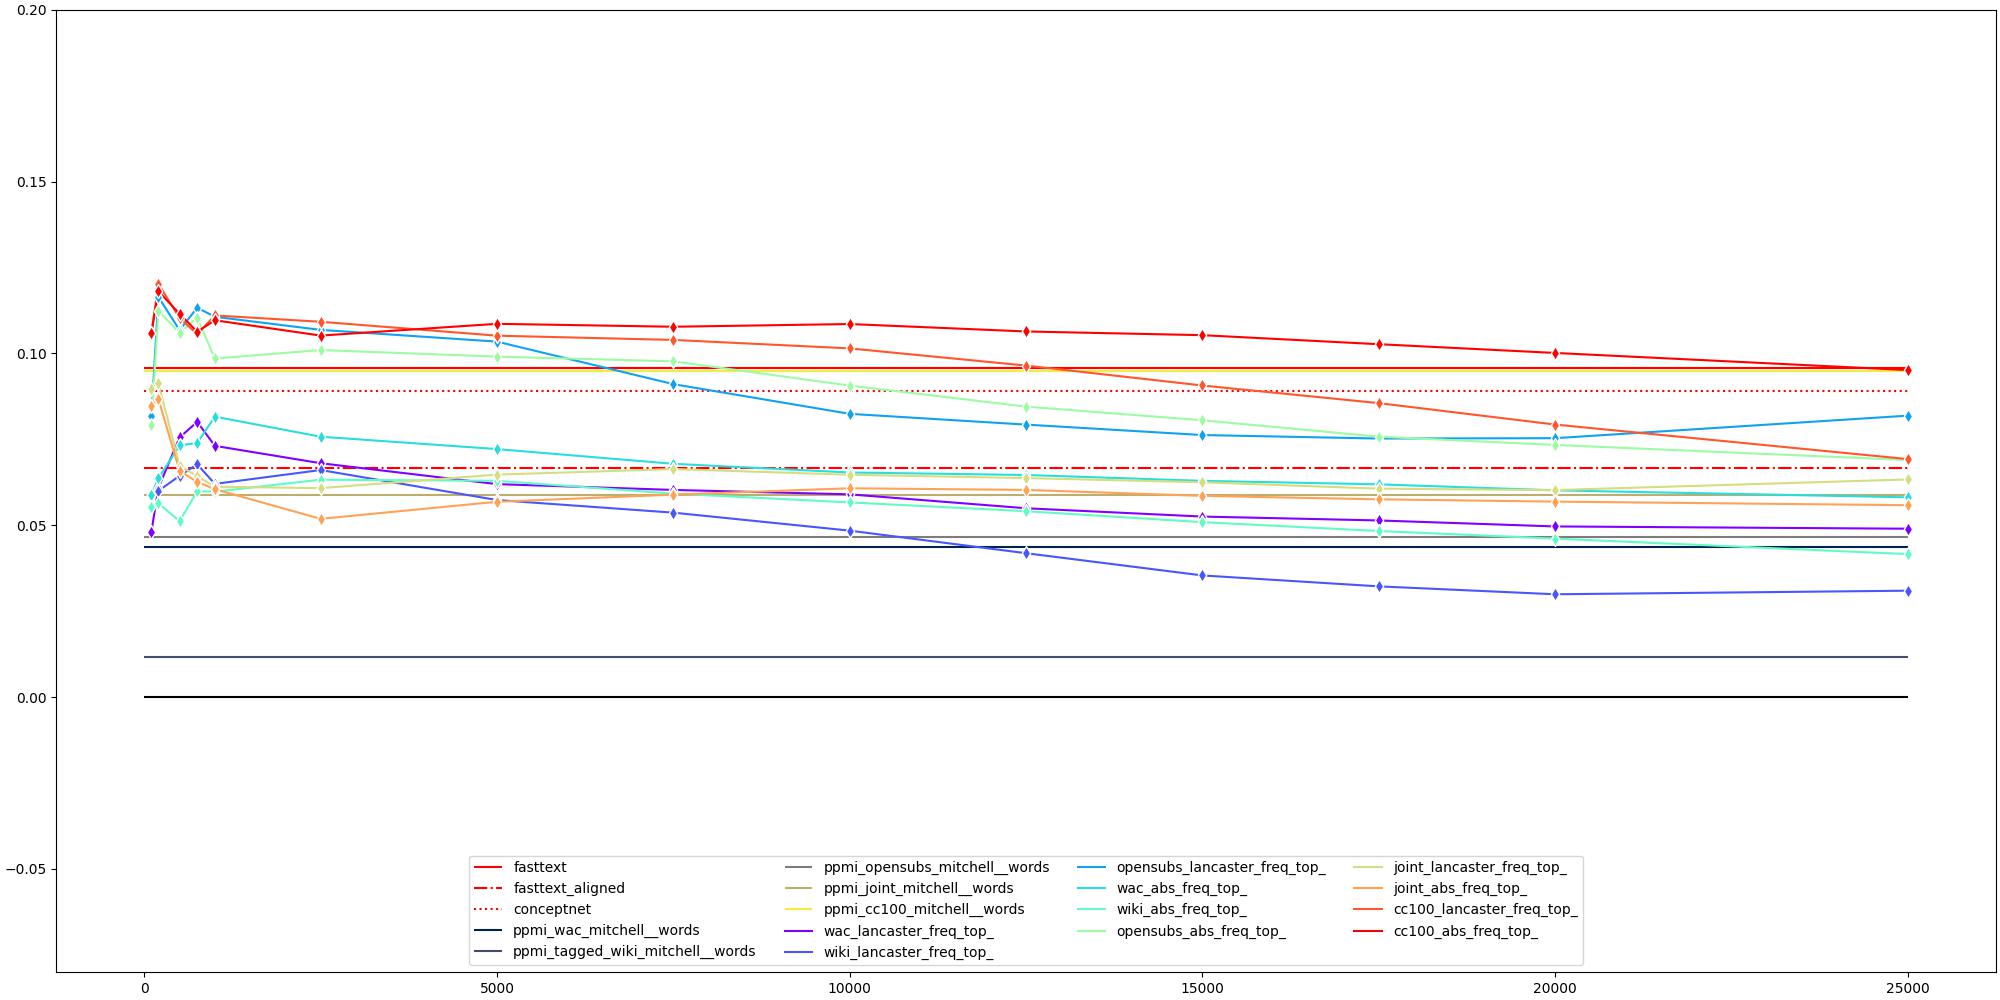 0.20
0.15
0.10
0.05
0.00
−0.05
0 5000 10000 15000 20000 25000
fasttext
fasttext_aligned
conceptnet
ppmi_wac_mitchell__words
ppmi_tagged_wiki_mitchell__words
ppmi_opensubs_mitchell__words
ppmi_joint_mitchell__words
ppmi_cc100_mitchell__words
wac_lancaster_freq_top_
wiki_lancaster_freq_top_
opensubs_lancaster_freq_top_
wac_abs_freq_top_
wiki_abs_freq_top_
opensubs_abs_freq_top_
joint_lancaster_freq_top_
joint_abs_freq_top_
cc100_lancaster_freq_top_
cc100_abs_freq_top_